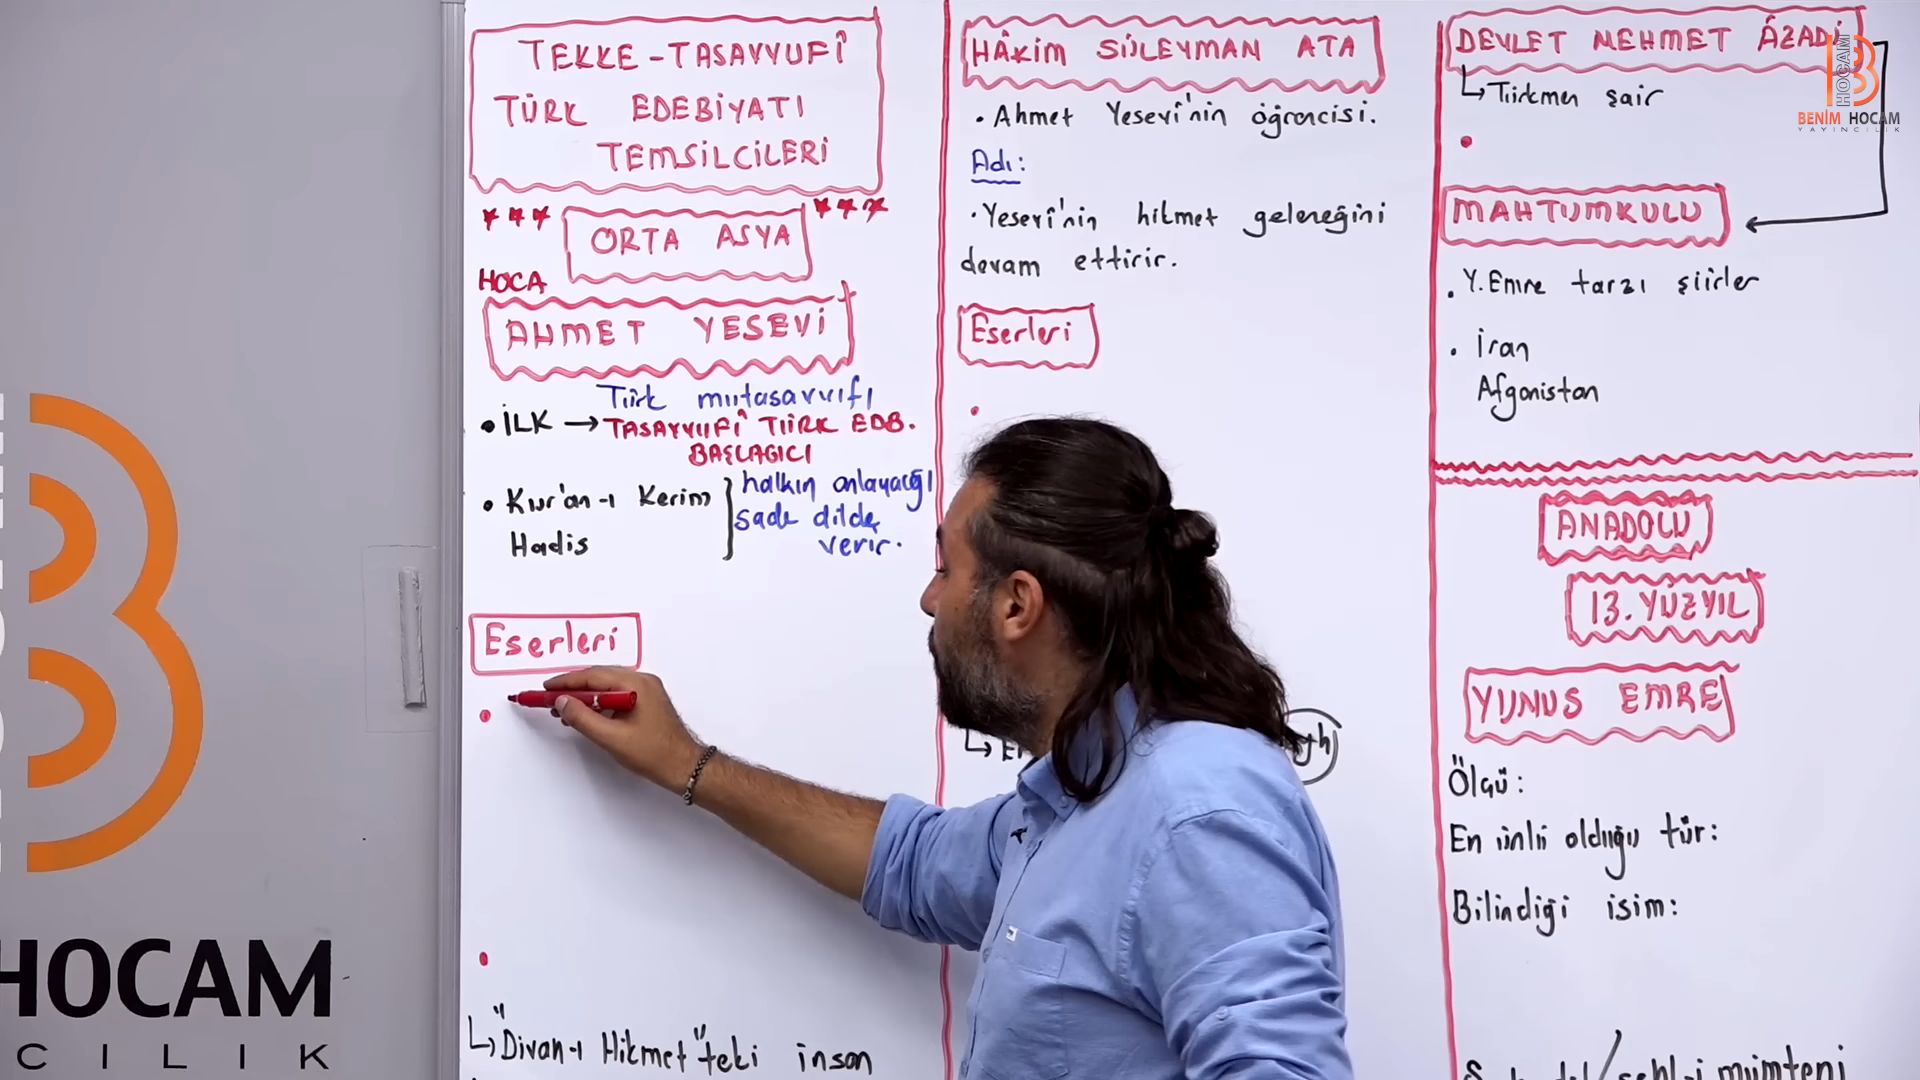 TEKKE-TASAVVUFÎ
TÜRK EDEBİYATI
TEMSİLCİLERİ
ORTA ASYA
HOCA
AHMET YESEVİ
Türk mutasavvıfı
• İLK → TASAVVUFÎ TÜRK EDB.
BAŞLAGICI
• Kur'an-ı Kerim
Hadis
halkın anlayacağı
sade dilde
verir.
Eserleri
"Divan-ı Hikmet"teki insan
HÂKİM SÜLEYMAN ATA
• Ahmet Yesevî'nin öğrencisi.
Adı:
• Yesevî'nin hikmet geleneğini
devam ettirir.
Eserleri
DEVLET MEHMET ÂZADÎ
Türkmen şair
MAHTUMKULU
• Y. Emre tarzı şiirler
• İran
Afganistan
ANADOLU
13. YÜZYIL
YUNUS EMRE
Ölçü:
En ünlü olduğu tür:
Bilindiği isim:
sehl-i mümteni
HOCAM
BENİM HOCAM
YAYINCILIK
HOCAM
CILIK